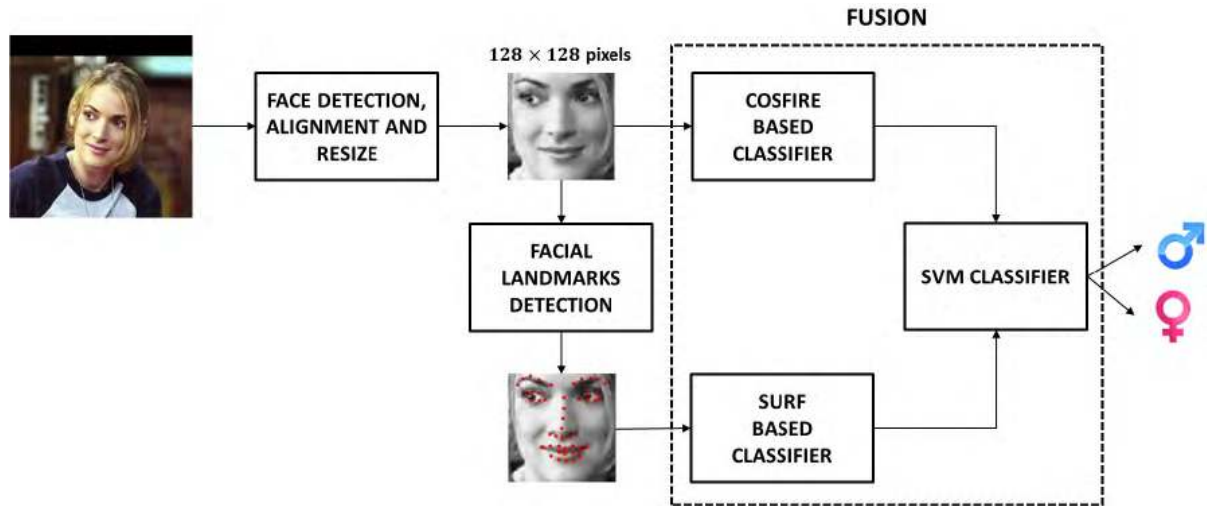 FUSION
128 × 128 pixels
FACE DETECTION,
ALIGNMENT AND
RESIZE
COSFIRE
BASED
CLASSIFIER
FACIAL
LANDMARKS
DETECTION
SVM CLASSIFIER
SURF
BASED
CLASSIFIER